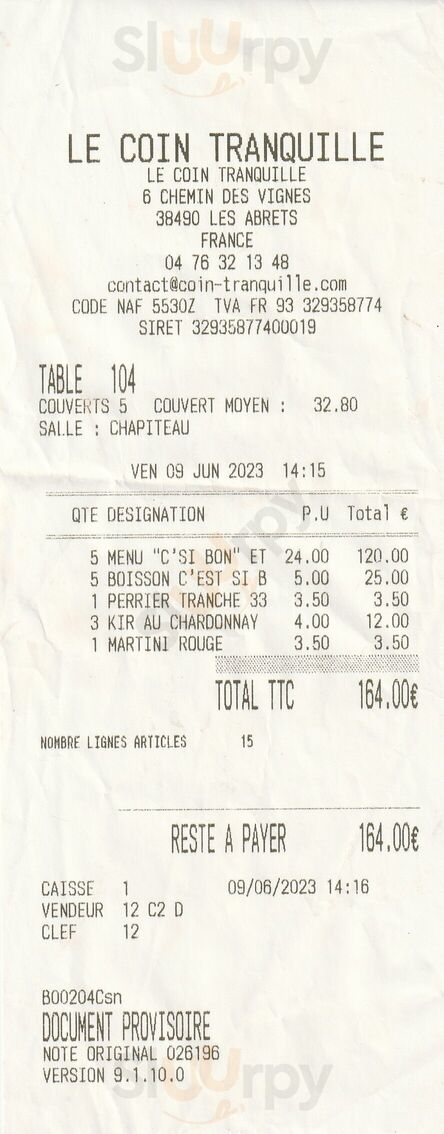 Sluurpy
LE COIN TRANQUILLE
LE COIN TRANQUILLE
6 CHEMIN DES VIGNES
38490 LES ABRETS
FRANCE
04 76 32 13 48
contact@coin-tranquille.com
CODE NAF 5530Z TVA FR 93 329358774
SIRET 32935877400019
TABLE 104
COUVERTS 5 COUVERT MOYEN : 32.80
SALLE : CHAPITEAU
VEN 09 JUN 2023 14:15
QTE DESIGNATION P.U Total €
5 MENU "C'SI BON" ET 24.00 120.00
5 BOISSON C'EST SI B 5.00 25.00
1 PERRIER TRANCHE 33 3.50 3.50
3 KIR AU CHARDONNAY 4.00 12.00
1 MARTINI ROUGE 3.50 3.50
TOTAL TTC 164.00€
NOMBRE LIGNES ARTICLES 15
RESTE A PAYER 164.00€
CAISSE 1 09/06/2023 14:16
VENDEUR 12 C2 D
CLEF 12
B00204Csn
DOCUMENT PROVISOIRE
NOTE ORIGINAL 026196
VERSION 9.1.10.0
Sluurpy